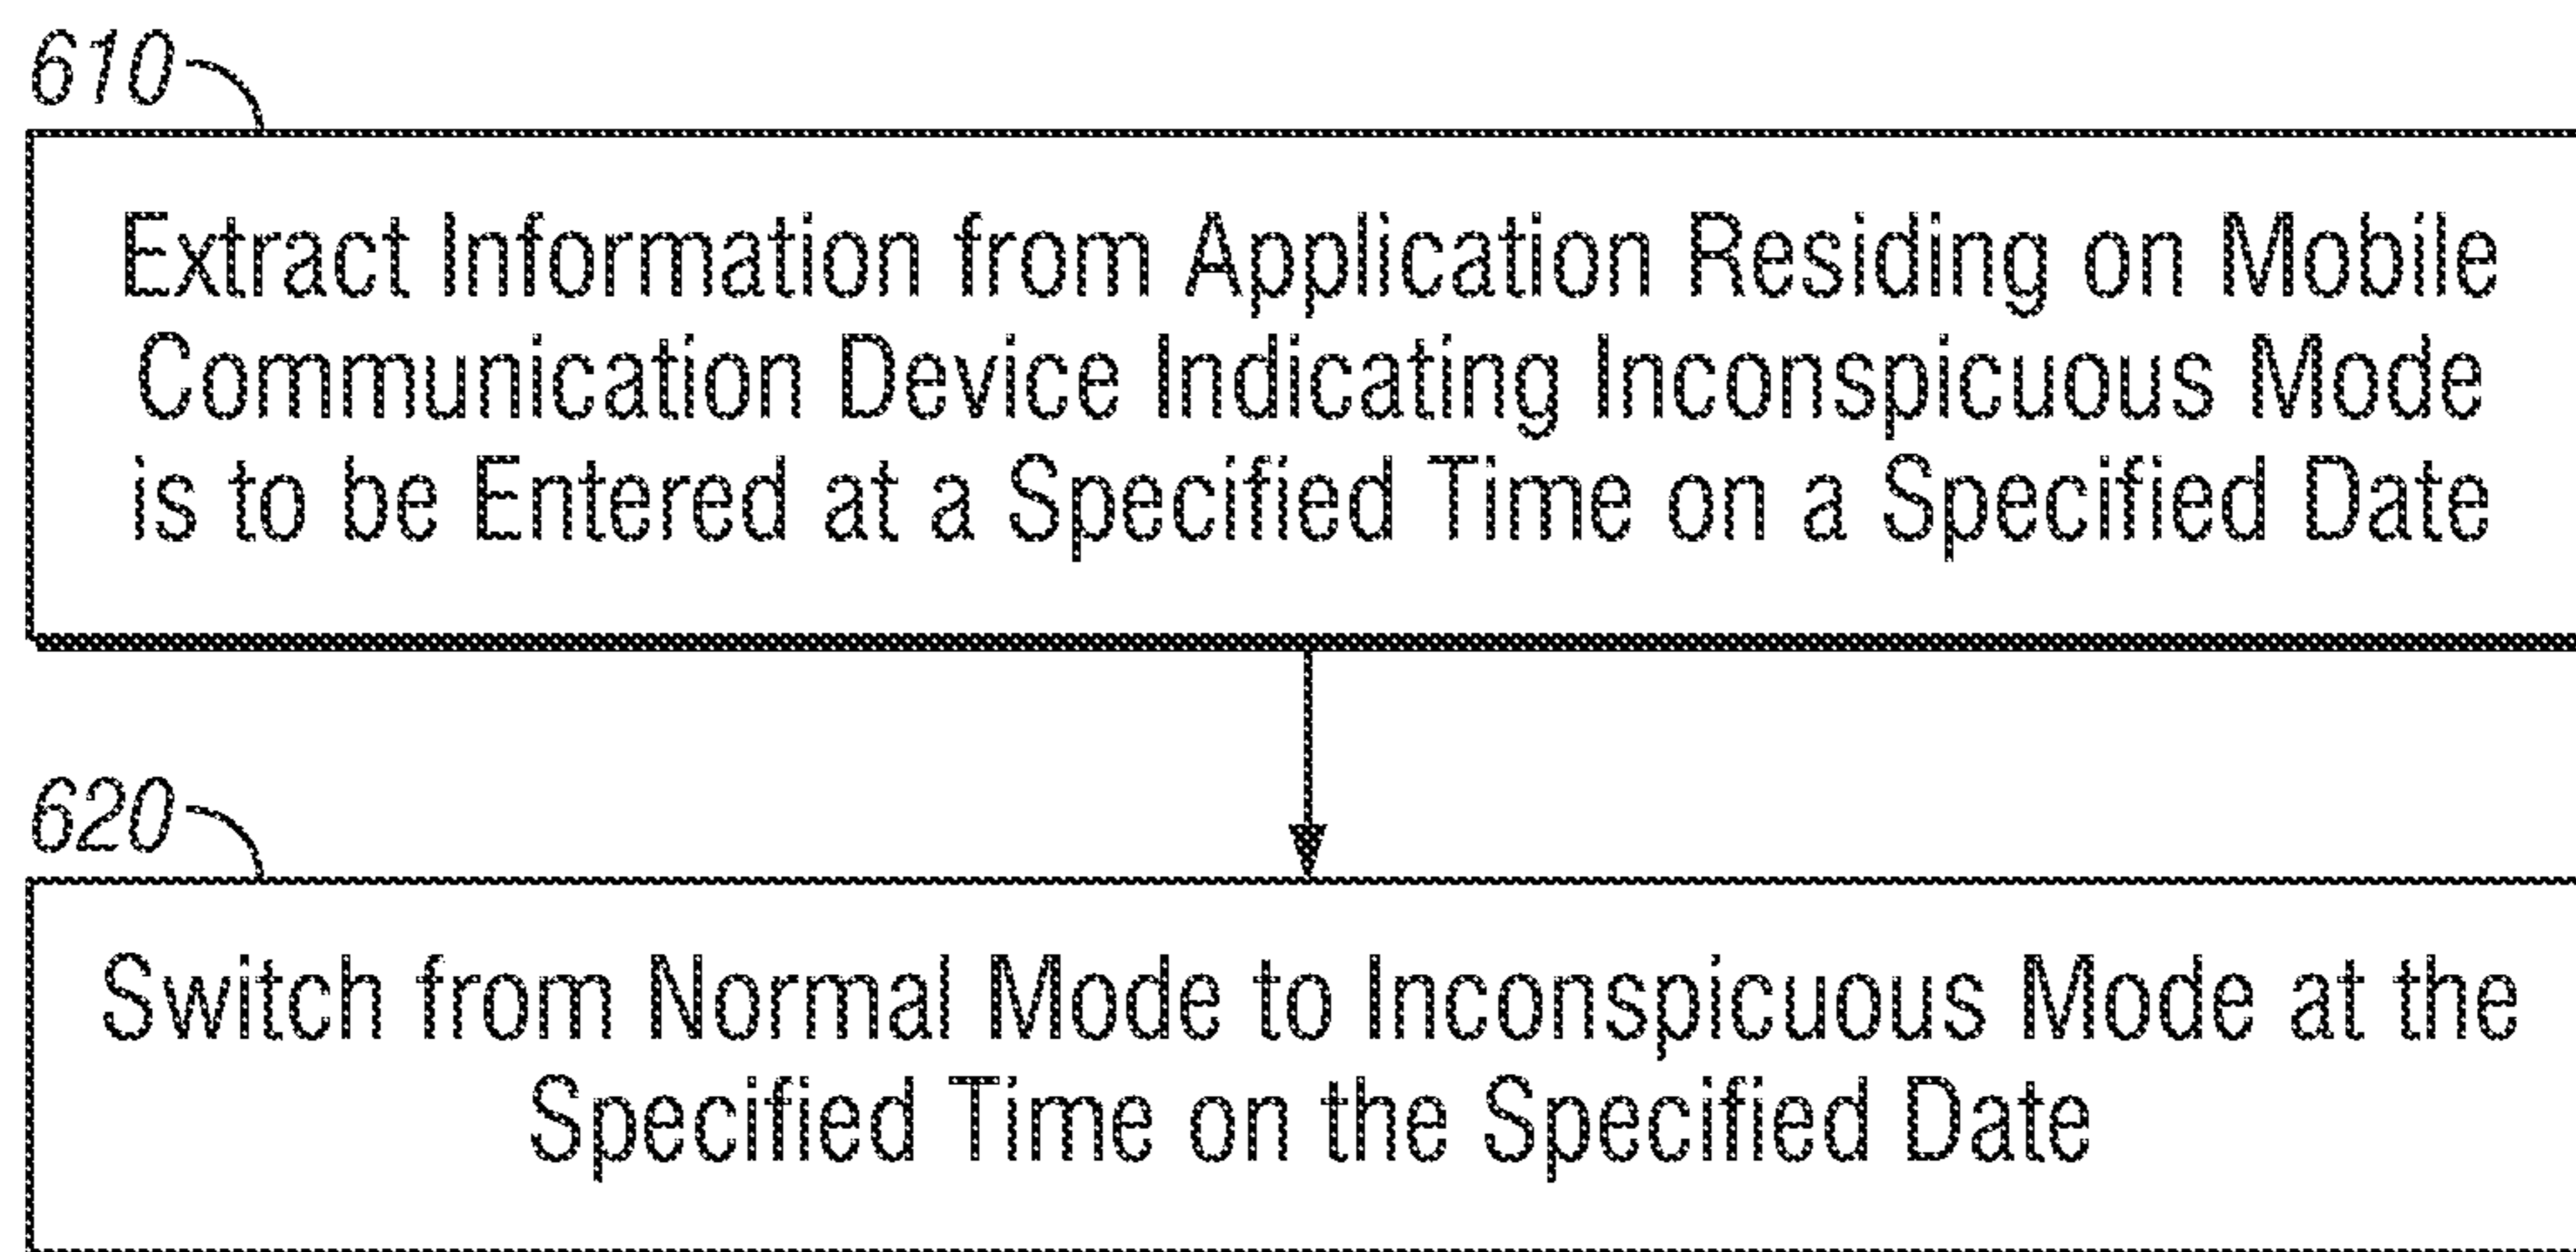 610
Extract Information from Application Residing on Mobile
Communication Device Indicating Inconspicuous Mode
is to be Entered at a Specified Time on a Specified Date
620
Switch from Normal Mode to Inconspicuous Mode at the
Specified Time on the Specified Date